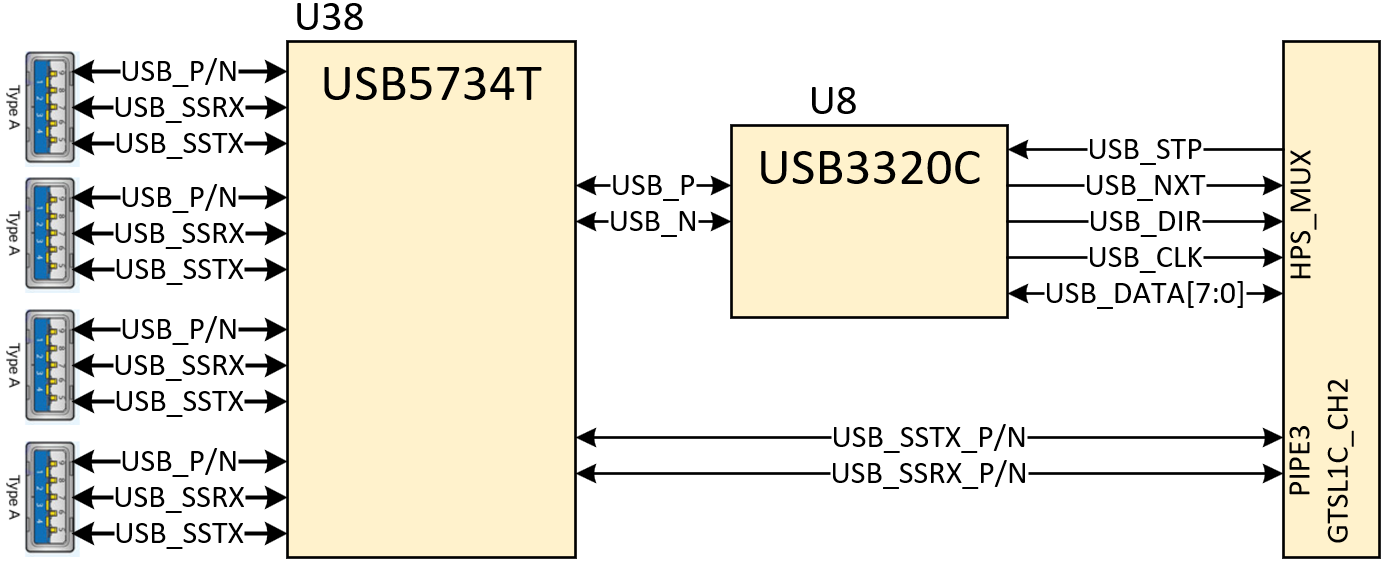 U38
USB5734T
U8
USB3320C
Type A
USB_P/N
USB_SSRX
USB_SSTX
Type A
USB_P/N
USB_SSRX
USB_SSTX
Type A
USB_P/N
USB_SSRX
USB_SSTX
Type A
USB_P/N
USB_SSRX
USB_SSTX
USB_P
USB_N
USB_STP
USB_NXT
USB_DIR
USB_CLK
USB_DATA[7:0]
USB_SSTX_P/N
USB_SSRX_P/N
HPS_MUX
PIPE3
GTSL1C_CH2